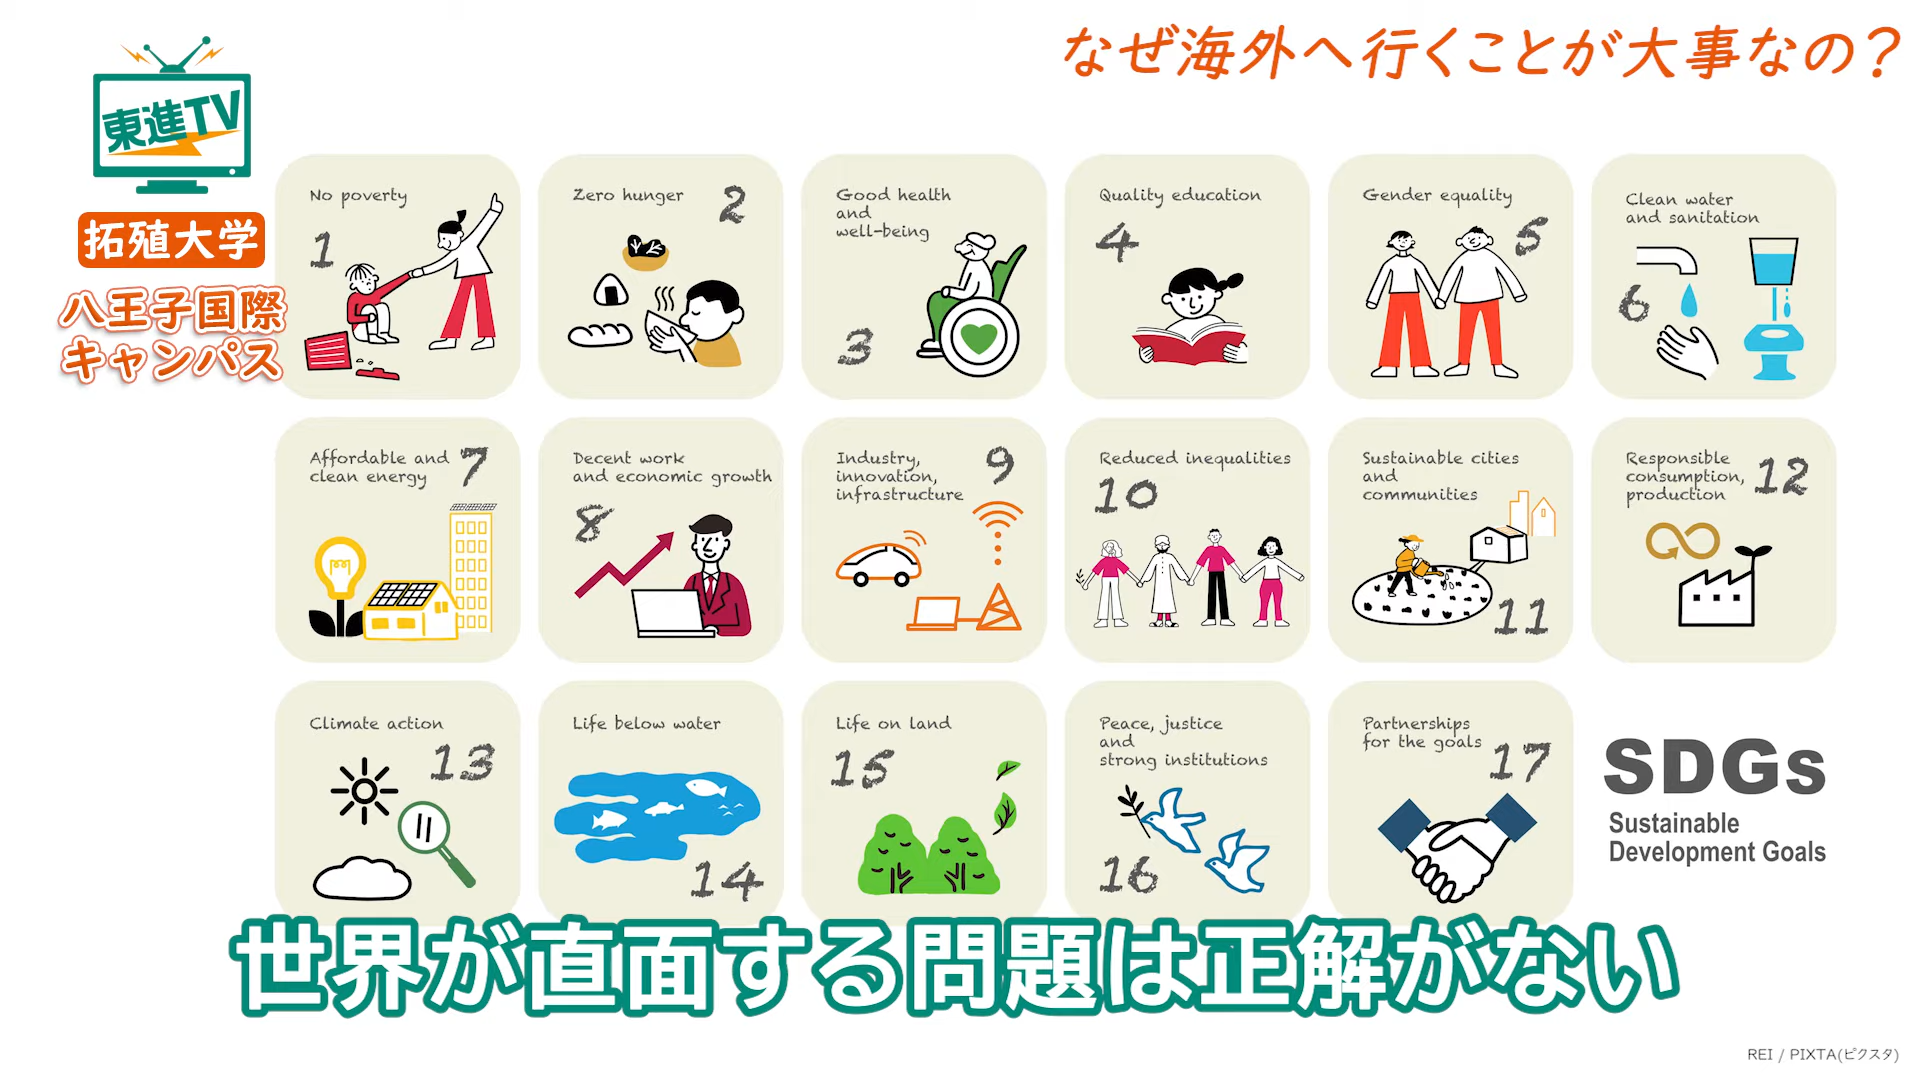 なぜ海外へ行くことが大事なの？
東進TV
拓殖大学
八王子国際
キャンパス
No poverty
1
Zero hunger
2
Good health
and
well-being
3
Quality education
4
Gender equality
5
Clean water
and sanitation
6
Affordable and
clean energy
7
Decent work
and economic growth
8
Industry,
innovation,
infrastructure
9
Reduced inequalities
10
Sustainable cities
and
communities
11
Responsible
consumption,
production
12
Climate action
13
Life below water
14
Life on land
15
Peace, justice
and
strong institutions
16
Partnerships
for the goals
17
SDGs
Sustainable
Development Goals
世界が直面する問題は正解がない
REI / PIXTA(ピクスタ)